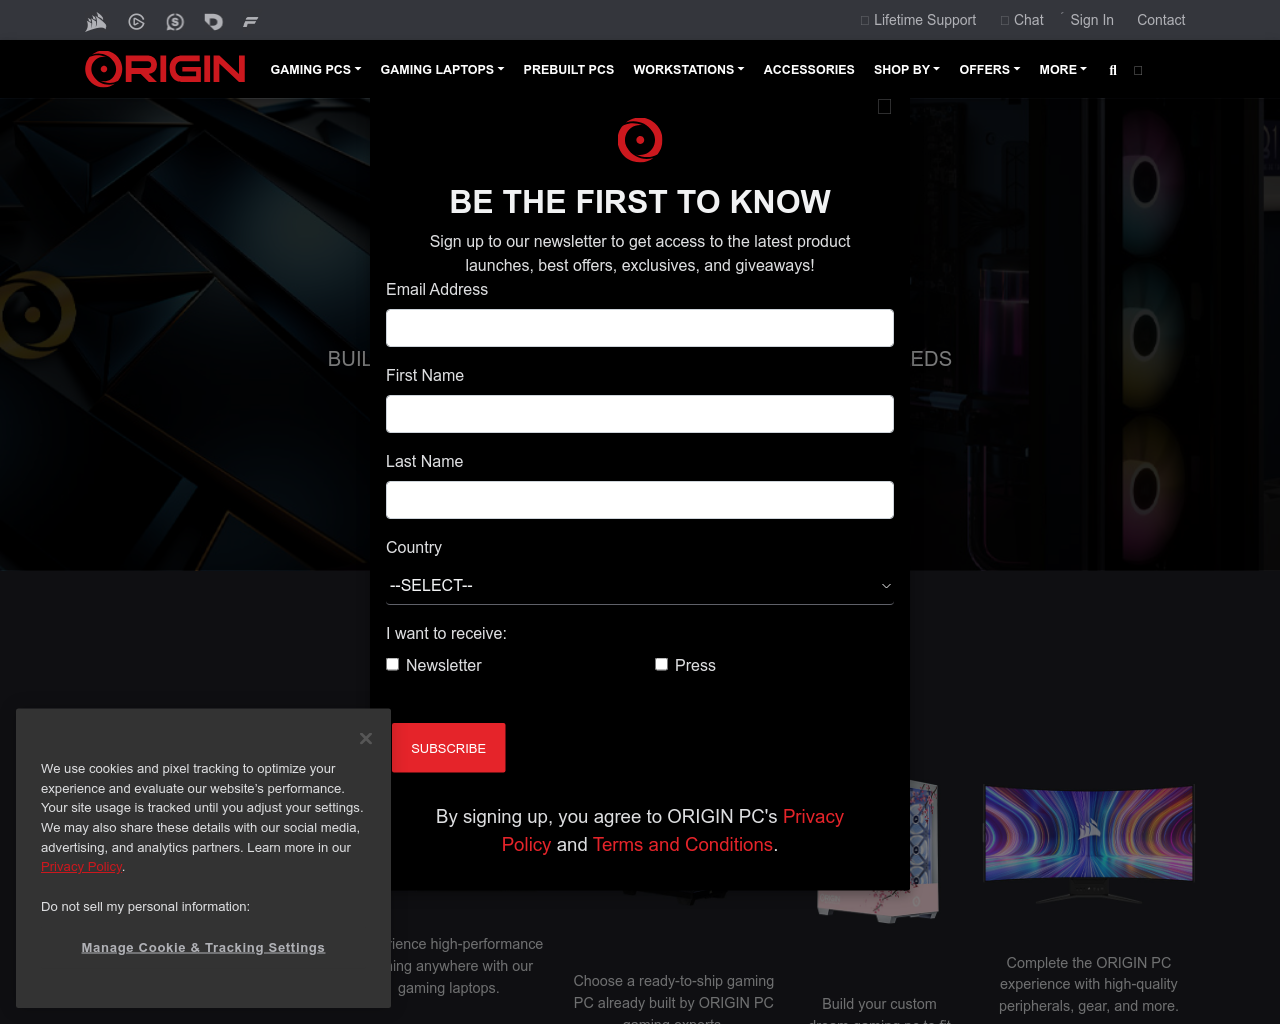 Lifetime Support Chat Sign In Contact
ORIGIN GAMING PCS GAMING LAPTOPS PREBUILT PCS WORKSTATIONS ACCESSORIES SHOP BY OFFERS MORE
BE THE FIRST TO KNOW
Sign up to our newsletter to get access to the latest product
launches, best offers, exclusives, and giveaways!
Email Address
First Name
Last Name
Country
--SELECT--
I want to receive:
Newsletter Press
SUBSCRIBE
By signing up, you agree to ORIGIN PC's Privacy
Policy and Terms and Conditions.
We use cookies and pixel tracking to optimize your
experience and evaluate our website's performance.
Your site usage is tracked until you adjust your settings.
We may also share these details with our social media,
advertising, and analytics partners. Learn more in our
Privacy Policy.
Do not sell my personal information:
Manage Cookie & Tracking Settings
high-performance
anywhere with our
gaming laptops.
Choose a ready-to-ship gaming
PC already built by ORIGIN PC
gaming experts
Build your custom
dream gaming pc to fit
Complete the ORIGIN PC
experience with high-quality
peripherals, gear, and more.